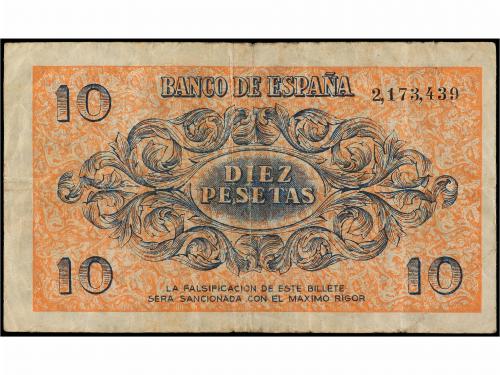 BANCO DE ESPAÑA
10
2,173,439
DIEZ
PESETAS
10
10
LA FALSIFICACION DE ESTE BILLETE
SERA SANCIONADA CON EL MAXIMO RIGOR